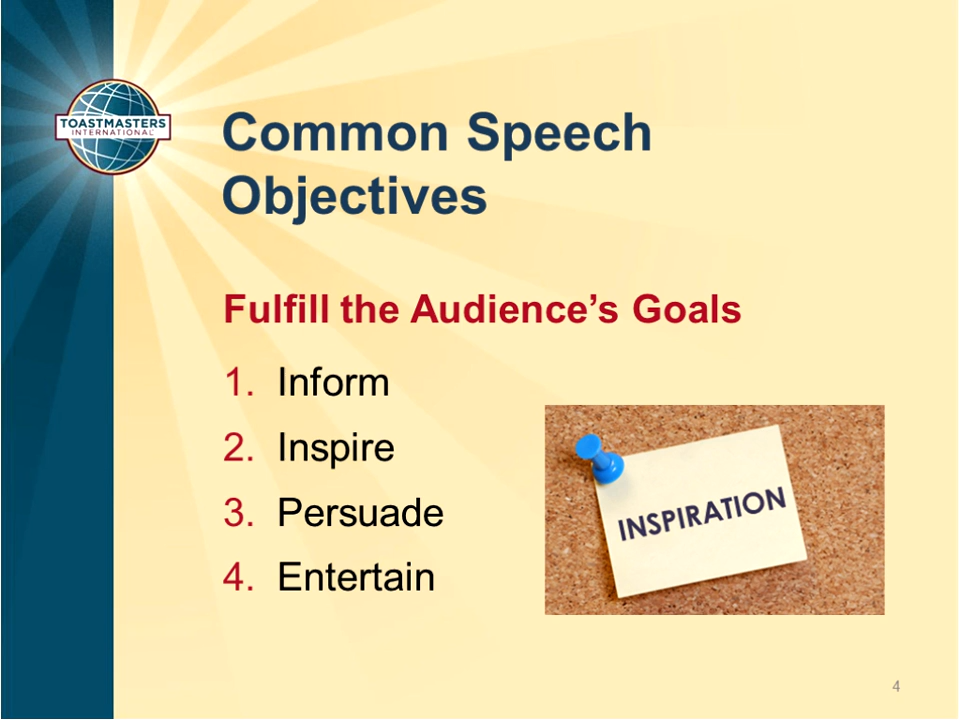 TOASTMASTERS
INTERNATIONAL
Common Speech
Objectives
Fulfill the Audience’s Goals
1. Inform
2. Inspire
3. Persuade
4. Entertain
INSPIRATION
4